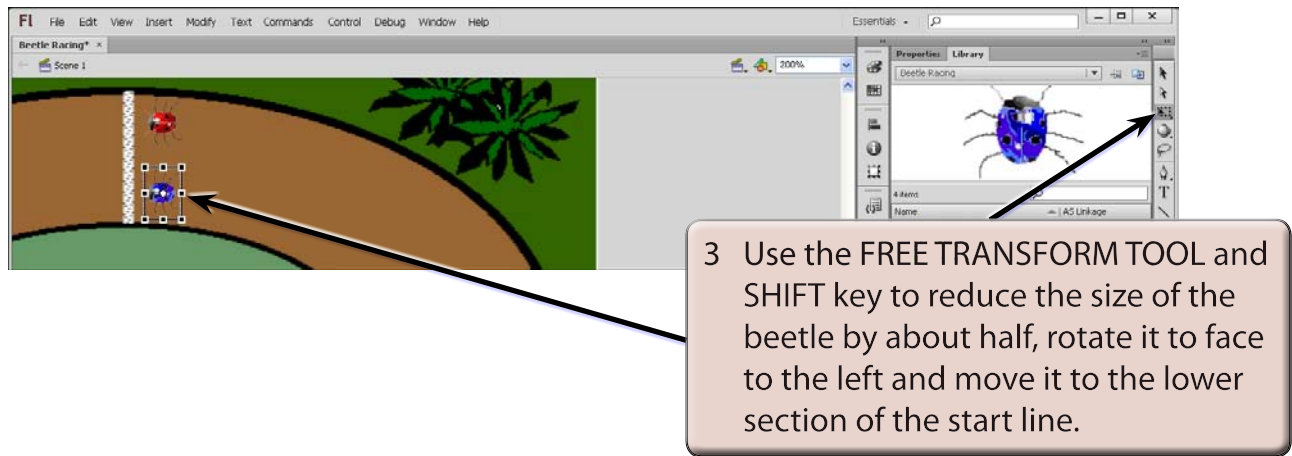 Fl File Edit View Insert Modify Text Commands Control Debug Window Help Essentials
Beetle Racing* ×
Scene 1 200%
Properties Library
Beetle Racing
4 items
Name AS Linkage
3 Use the FREE TRANSFORM TOOL and
SHIFT key to reduce the size of the
beetle by about half, rotate it to face
to the left and move it to the lower
section of the start line.